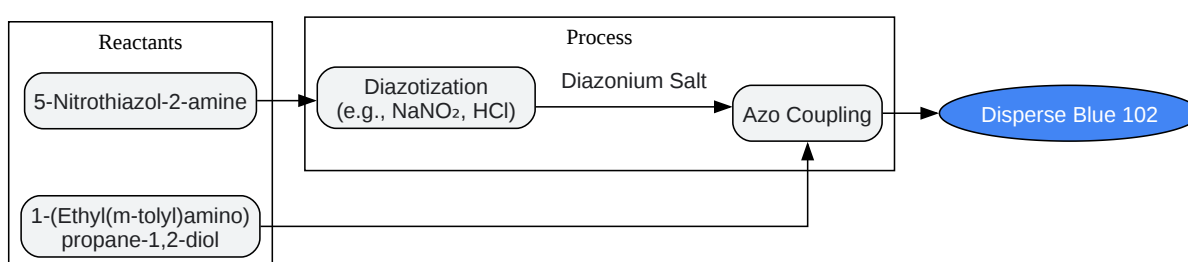 Reactants
5-Nitrothiazol-2-amine
1-(Ethyl(m-tolyl)amino)
propane-1,2-diol
Process
Diazotization
(e.g., NaNO₂, HCl)
Diazonium Salt
Azo Coupling
Disperse Blue 102